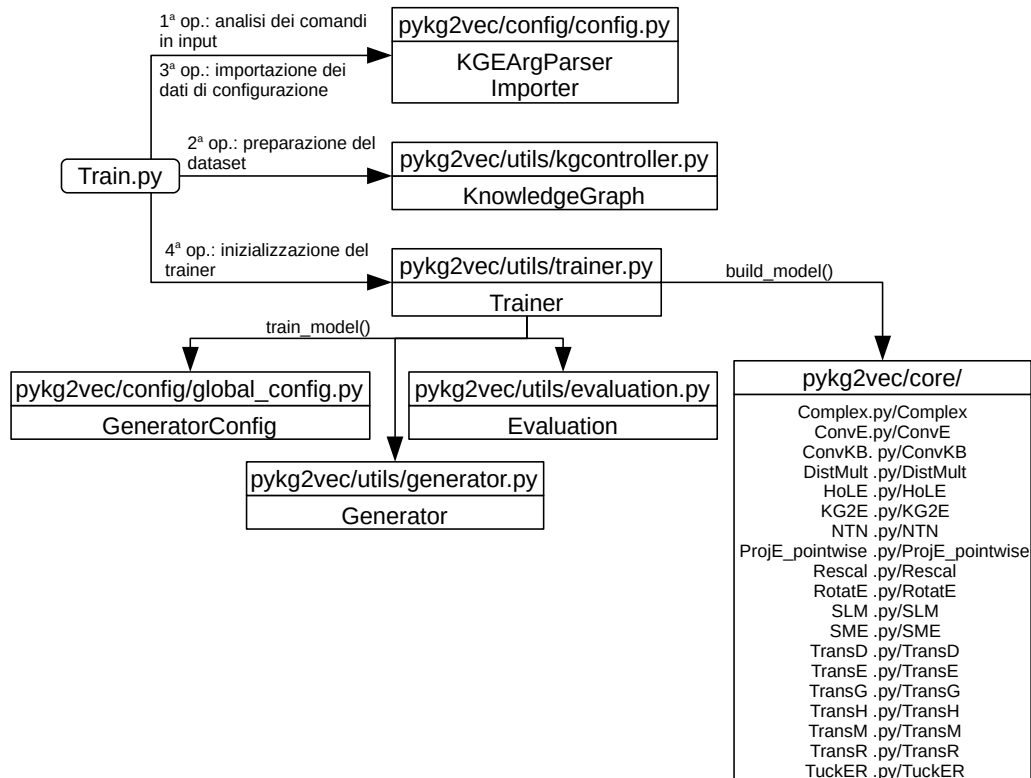 1ª op.: analisi dei comandi
in input
3ª op.: importazione dei
dati di configurazione
pykg2vec/config/config.py
KGEArgParser
Importer
Train.py
2ª op.: preparazione del
dataset
pykg2vec/utils/kgcontroller.py
KnowledgeGraph
4ª op.: inizializzazione del
trainer
pykg2vec/utils/trainer.py
Trainer
build_model()
train_model()
pykg2vec/config/global_config.py
GeneratorConfig
pykg2vec/utils/evaluation.py
Evaluation
pykg2vec/utils/generator.py
Generator
pykg2vec/core/
Complex.py/Complex
ConvE.py/ConvE
ConvKB. py/ConvKB
DistMult .py/DistMult
HoLE .py/HoLE
KG2E .py/KG2E
NTN .py/NTN
ProjE_pointwise .py/ProjE_pointwise
Rescal .py/Rescal
RotatE .py/RotatE
SLM .py/SLM
SME .py/SME
TransD .py/TransD
TransE .py/TransE
TransG .py/TransG
TransH .py/TransH
TransM .py/TransM
TransR .py/TransR
TuckER .py/TuckER